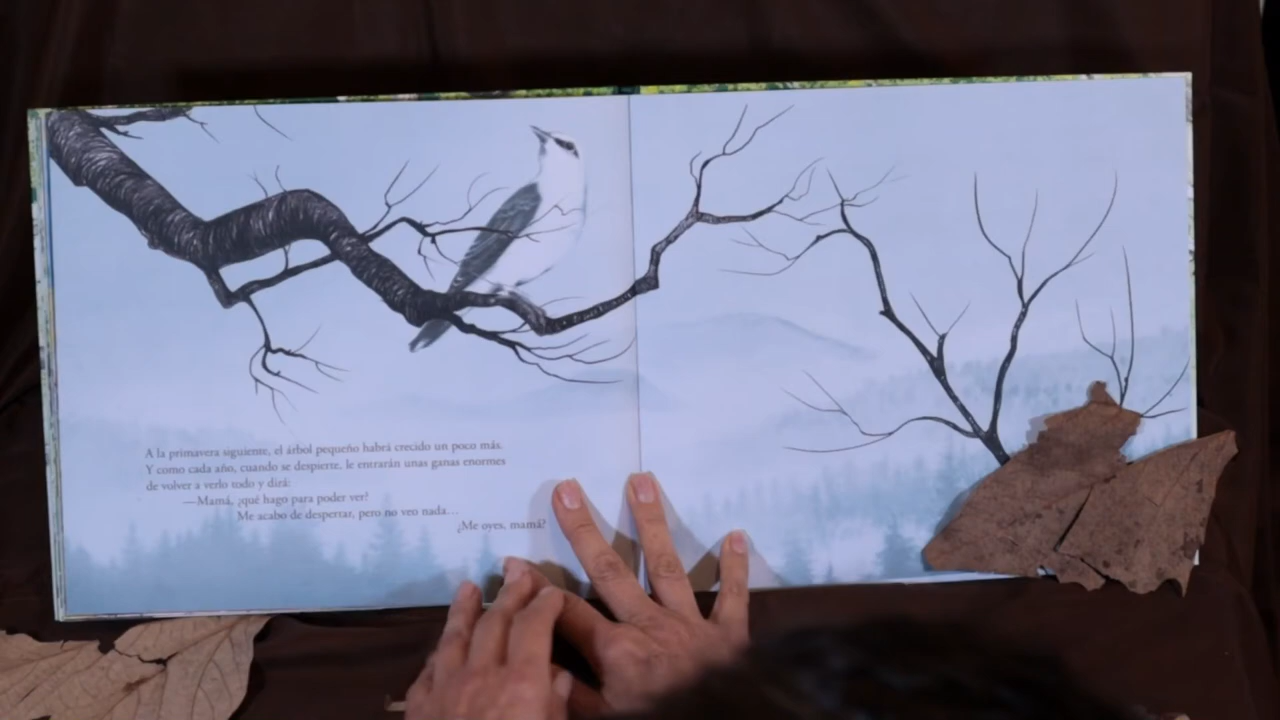 A la primavera siguiente, el árbol pequeño habrá crecido un poco más.
Y como cada año, cuando se despierte, le entrarán unas ganas enormes
de volver a verlo todo y dirá:
—Mamá, ¿qué hago para poder ver?
Me acabo de despertar, pero no veo nada…
¿Me oyes, mamá?